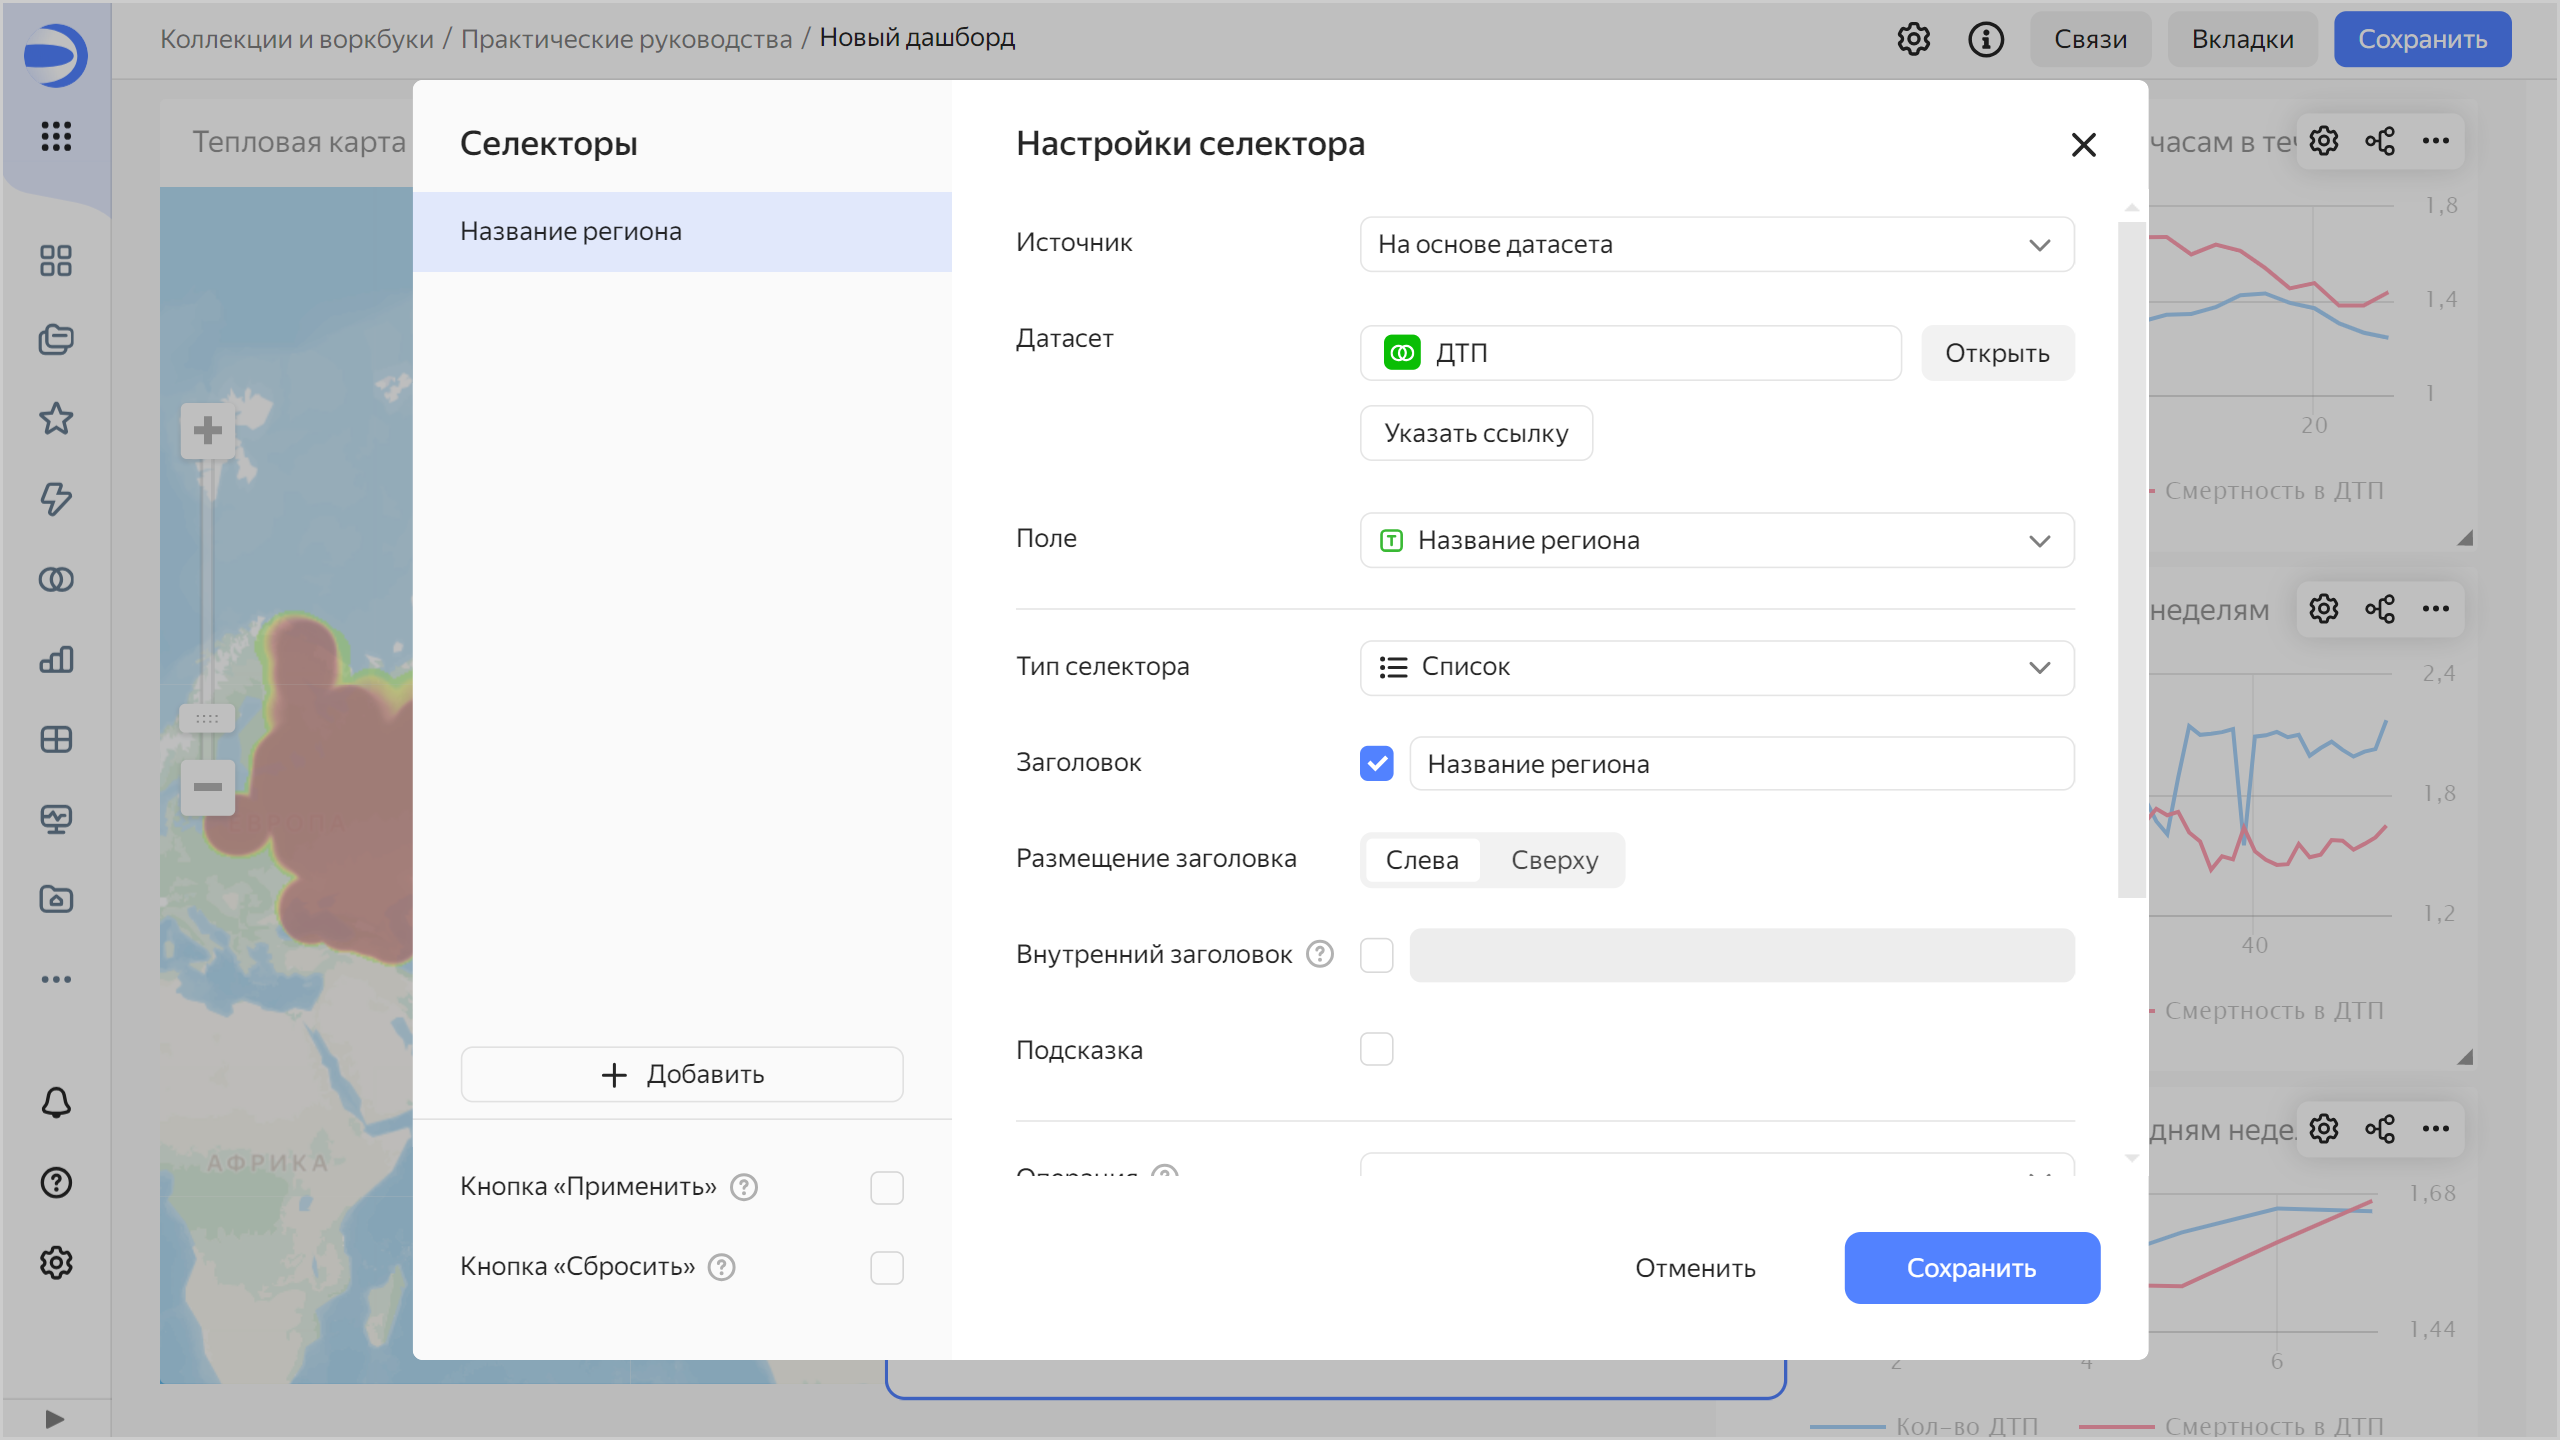 Коллекции и воркбуки / Практические руководства / Новый дашборд
Связи
Вкладки
Сохранить
Тепловая карта
ЕВРОПА
АФРИКА
Селекторы
Название региона
Добавить
Кнопка «Применить»
Кнопка «Сбросить»
Настройки селектора
Источник
На основе датасета
Датасет
ДТП
Открыть
Указать ссылку
Поле
Название региона
Тип селектора
Список
Заголовок
Название региона
Размещение заголовка
Слева
Сверху
Внутренний заголовок
Подсказка
Операция
Отменить
Сохранить
часам в теч
1,8
1,4
1
20
Смертность в ДТП
неделям
2,4
1,8
1,2
40
Смертность в ДТП
дням неде
1,68
1,44
2 4 6
Кол-во ДТП
Смертность в ДТП